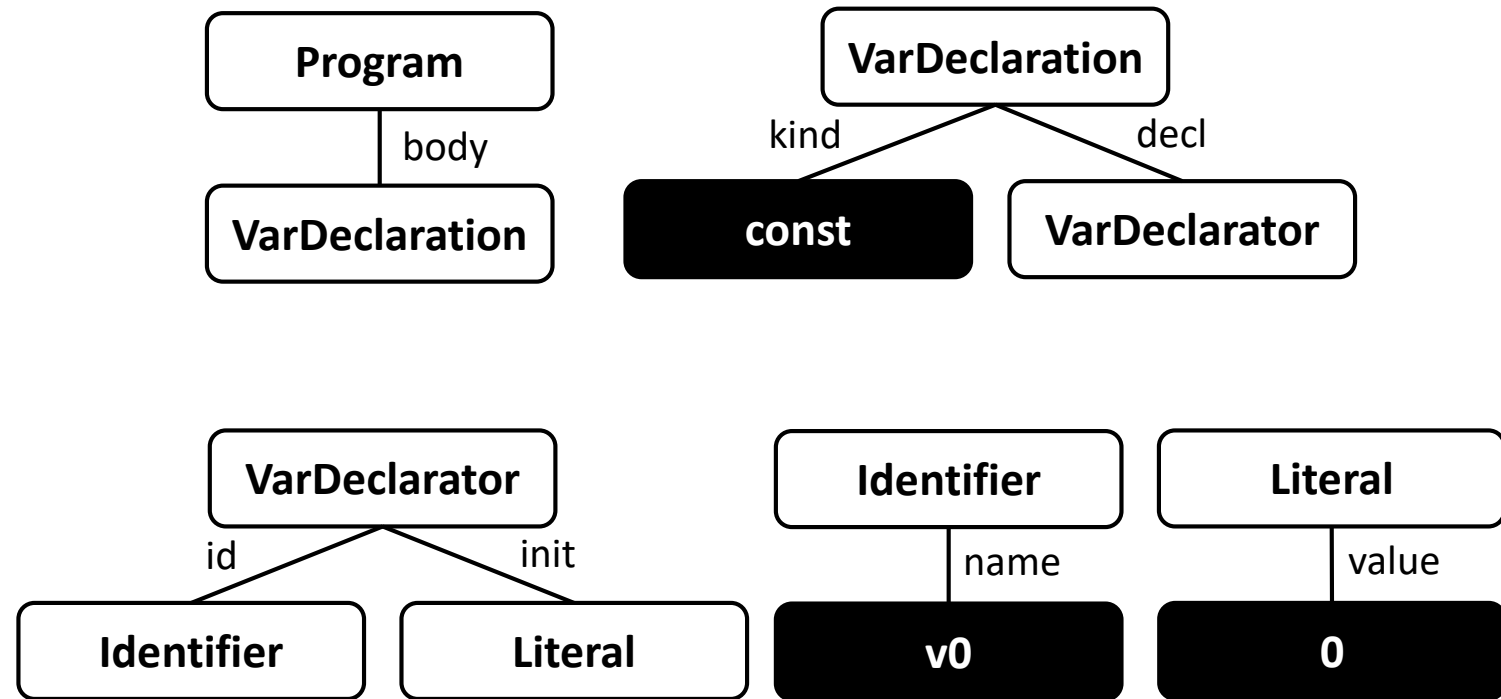 Program
body
VarDeclaration
VarDeclaration
kind
decl
const
VarDeclarator
VarDeclarator
id
init
Identifier
Literal
Identifier
name
v0
Literal
value
0